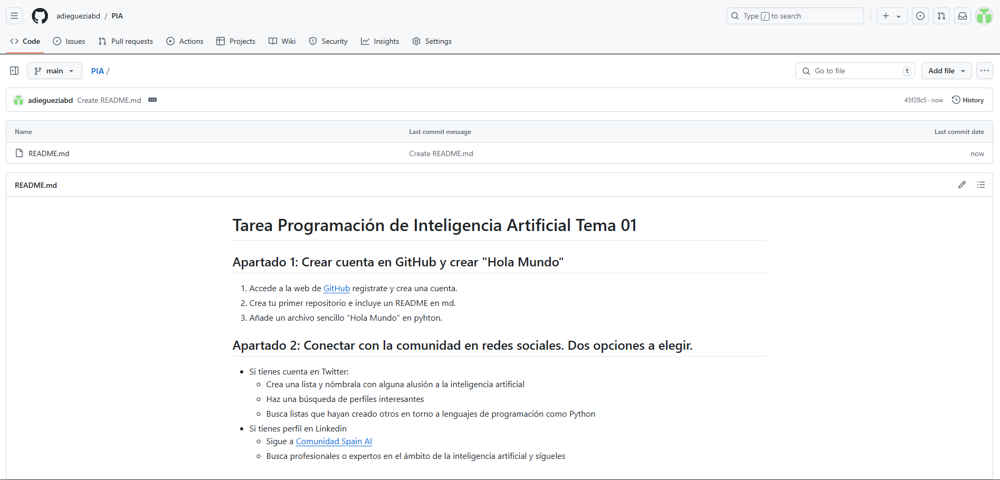 adiegueziabd / PIA
Type / to search
Code
Issues
Pull requests
Actions
Projects
Wiki
Security
Insights
Settings
main
PIA /
Go to file
t
Add file
adiegueziabd Create README.md
45f28c5 · now
History
Name
Last commit message
Last commit date
README.md
Create README.md
now
README.md
Tarea Programación de Inteligencia Artificial Tema 01
Apartado 1: Crear cuenta en GitHub y crear "Hola Mundo"
1. Accede a la web de GitHub registrate y crea una cuenta.
2. Crea tu primer repositorio e incluye un README en md.
3. Añade un archivo sencillo "Hola Mundo" en pyhton.
Apartado 2: Conectar con la comunidad en redes sociales. Dos opciones a elegir.
Si tienes cuenta en Twitter:
Crea una lista y nómbrala con alguna alusión a la inteligencia artificial
Haz una búsqueda de perfiles interesantes
Busca listas que hayan creado otros en torno a lenguajes de programación como Python
Si tienes perfil en Linkedin
Sigue a Comunidad Spain AI
Busca profesionales o expertos en el ámbito de la inteligencia artificial y sígueles